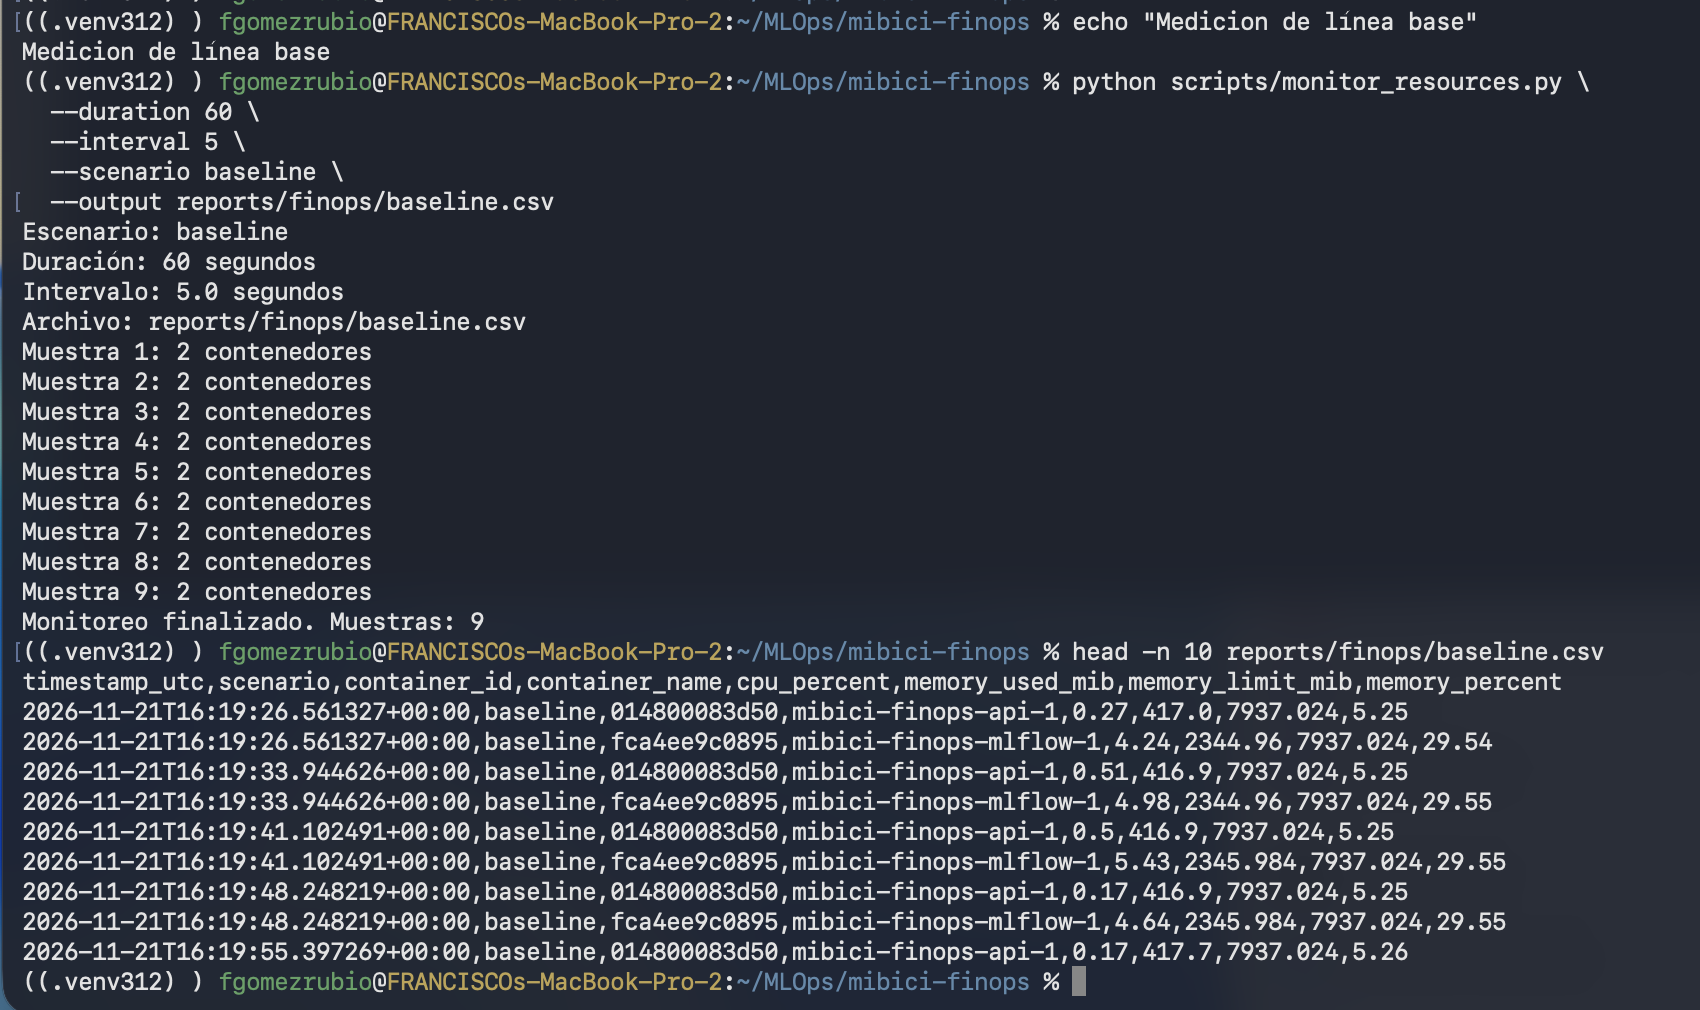 [((.venv312) ) fgomezrubio@FRANCISCOs-MacBook-Pro-2:~/MLOps/mibici-finops % echo "Medicion de línea base"
Medicion de línea base
((.venv312) ) fgomezrubio@FRANCISCOs-MacBook-Pro-2:~/MLOps/mibici-finops % python scripts/monitor_resources.py \
  --duration 60 \
  --interval 5 \
  --scenario baseline \
[  --output reports/finops/baseline.csv
Escenario: baseline
Duración: 60 segundos
Intervalo: 5.0 segundos
Archivo: reports/finops/baseline.csv
Muestra 1: 2 contenedores
Muestra 2: 2 contenedores
Muestra 3: 2 contenedores
Muestra 4: 2 contenedores
Muestra 5: 2 contenedores
Muestra 6: 2 contenedores
Muestra 7: 2 contenedores
Muestra 8: 2 contenedores
Muestra 9: 2 contenedores
Monitoreo finalizado. Muestras: 9
[((.venv312) ) fgomezrubio@FRANCISCOs-MacBook-Pro-2:~/MLOps/mibici-finops % head -n 10 reports/finops/baseline.csv
timestamp_utc,scenario,container_id,container_name,cpu_percent,memory_used_mib,memory_limit_mib,memory_percent
2026-11-21T16:19:26.561327+00:00,baseline,014800083d50,mibici-finops-api-1,0.27,417.0,7937.024,5.25
2026-11-21T16:19:26.561327+00:00,baseline,fca4ee9c0895,mibici-finops-mlflow-1,4.24,2344.96,7937.024,29.54
2026-11-21T16:19:33.944626+00:00,baseline,014800083d50,mibici-finops-api-1,0.51,416.9,7937.024,5.25
2026-11-21T16:19:33.944626+00:00,baseline,fca4ee9c0895,mibici-finops-mlflow-1,4.98,2344.96,7937.024,29.55
2026-11-21T16:19:41.102491+00:00,baseline,014800083d50,mibici-finops-api-1,0.5,416.9,7937.024,5.25
2026-11-21T16:19:41.102491+00:00,baseline,fca4ee9c0895,mibici-finops-mlflow-1,5.43,2345.984,7937.024,29.55
2026-11-21T16:19:48.248219+00:00,baseline,014800083d50,mibici-finops-api-1,0.17,416.9,7937.024,5.25
2026-11-21T16:19:48.248219+00:00,baseline,fca4ee9c0895,mibici-finops-mlflow-1,4.64,2345.984,7937.024,29.55
2026-11-21T16:19:55.397269+00:00,baseline,014800083d50,mibici-finops-api-1,0.17,417.7,7937.024,5.26
((.venv312) ) fgomezrubio@FRANCISCOs-MacBook-Pro-2:~/MLOps/mibici-finops %